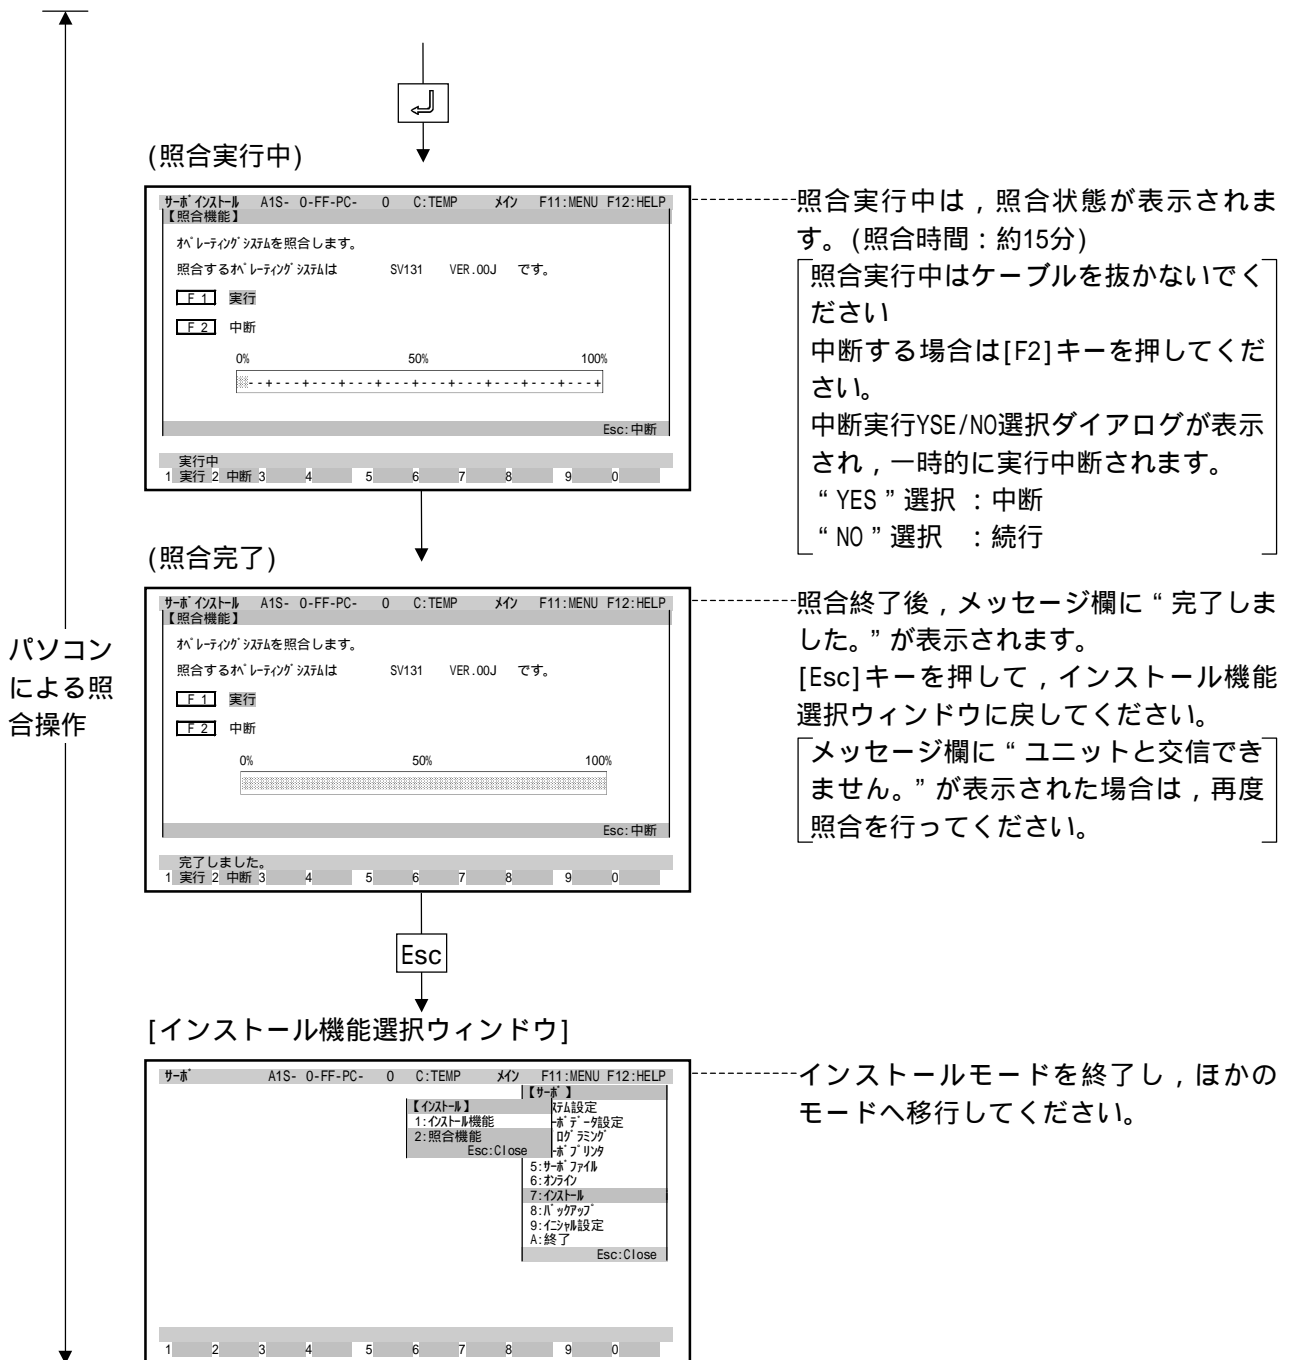 (照合実行中)
サーボインストール A1S- 0-FF-PC- 0 C:TEMP メイン F11:MENU F12:HELP
【照合機能】
オペレーティングシステムを照合します。
照合するオペレーティングシステムは SV131 VER.00J です。
F1 実行
F2 中断
0% 50% 100%
--+---+---+---+---+---+---+---+---+---+
Esc:中断
実行中
1 実行 2 中断 3 4 5 6 7 8 9 0
照合実行中は，照合状態が表示されま
す。(照合時間：約15分)
照合実行中はケーブルを抜かないでく
ださい
中断する場合は[F2]キーを押してくだ
さい。
中断実行YSE/NO選択ダイアログが表示
され，一時的に実行中断されます。
“YES”選択 ：中断
“NO”選択 ：続行
(照合完了)
サーボインストール A1S- 0-FF-PC- 0 C:TEMP メイン F11:MENU F12:HELP
【照合機能】
オペレーティングシステムを照合します。
照合するオペレーティングシステムは SV131 VER.00J です。
F1 実行
F2 中断
0% 50% 100%
Esc:中断
完了しました。
1 実行 2 中断 3 4 5 6 7 8 9 0
照合終了後，メッセージ欄に“完了しま
した。”が表示されます。
[Esc]キーを押して，インストール機能
選択ウィンドウに戻してください。
メッセージ欄に“ユニットと交信でき
ません。”が表示された場合は，再度
照合を行ってください。
パソコン
による照
合操作
Esc
[インストール機能選択ウィンドウ]
サーボ A1S- 0-FF-PC- 0 C:TEMP メイン F11:MENU F12:HELP
【インストール】
1:インストール機能
2:照合機能
Esc:Close
【サーボ】
ステム設定
ーボデータ設定
ログラミング
ーボプリンタ
5:サーボファイル
6:オンライン
7:インストール
8:バックアップ
9:イニシャル設定
A:終了
Esc:Close
1 2 3 4 5 6 7 8 9 0
インストールモードを終了し，ほかの
モードへ移行してください。